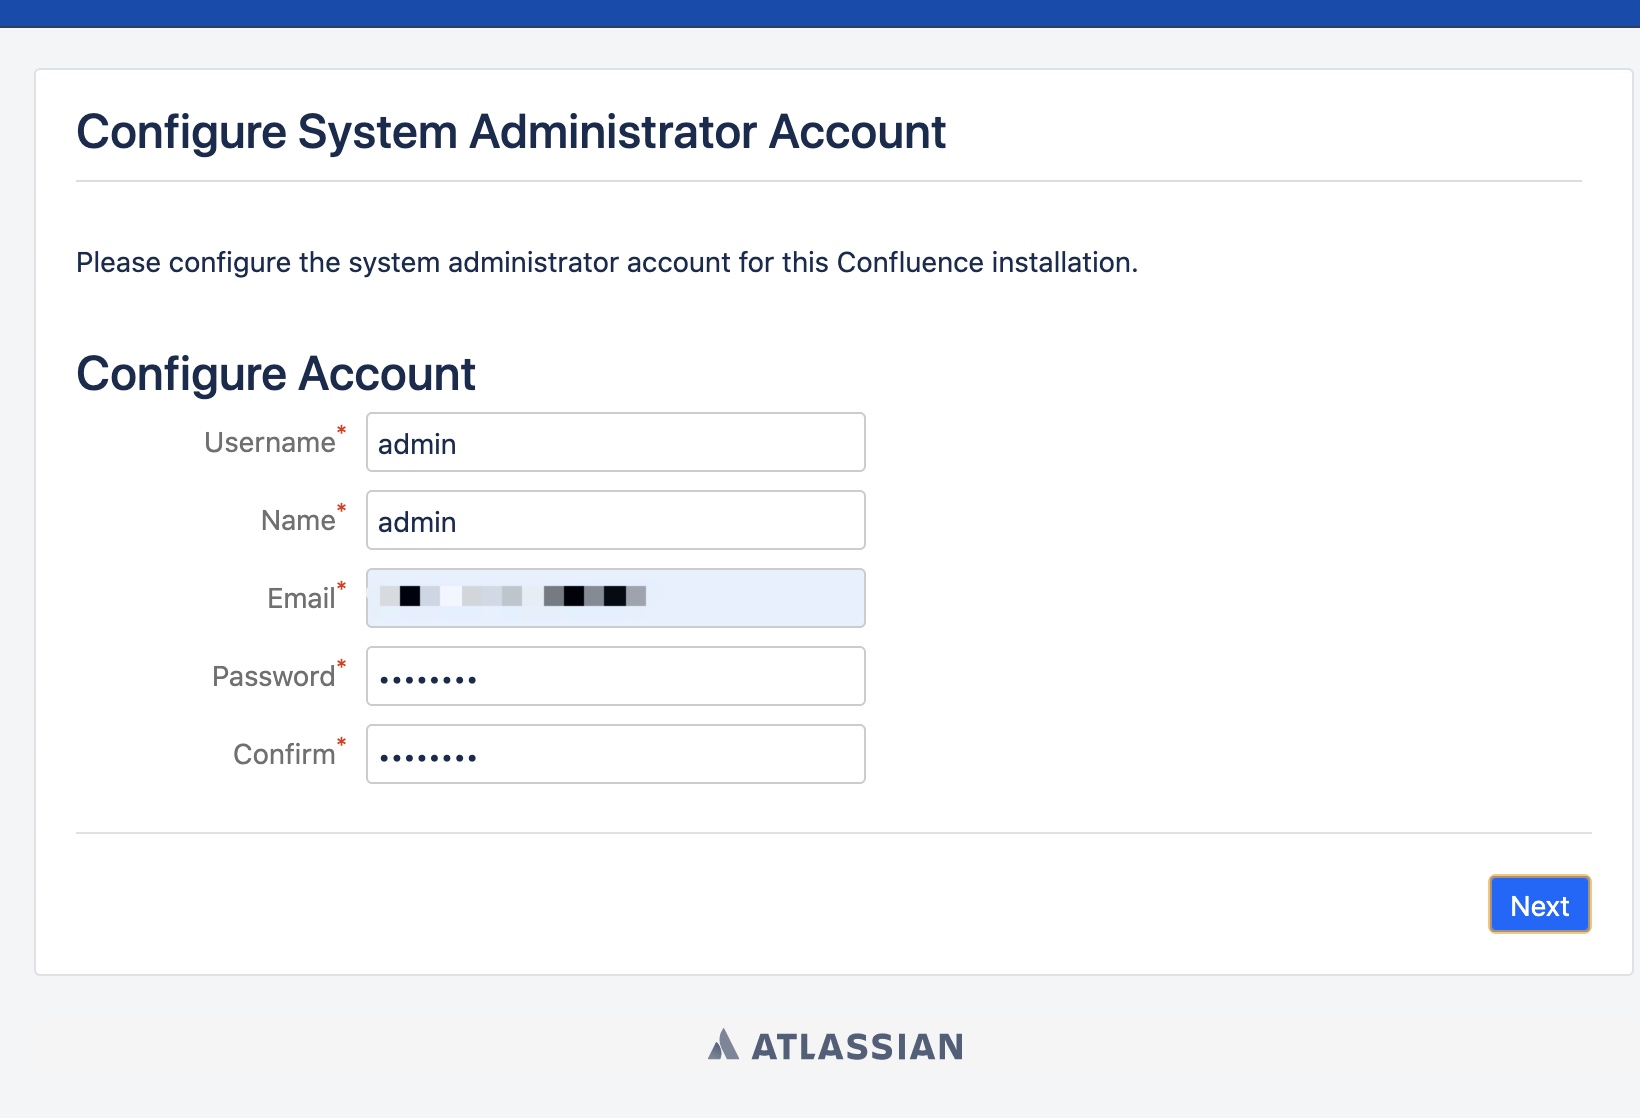 Configure System Administrator Account
Please configure the system administrator account for this Confluence installation.
Configure Account
Username* admin
Name* admin
Email*
Password* ••••••••
Confirm* ••••••••
Next
ATLASSIAN